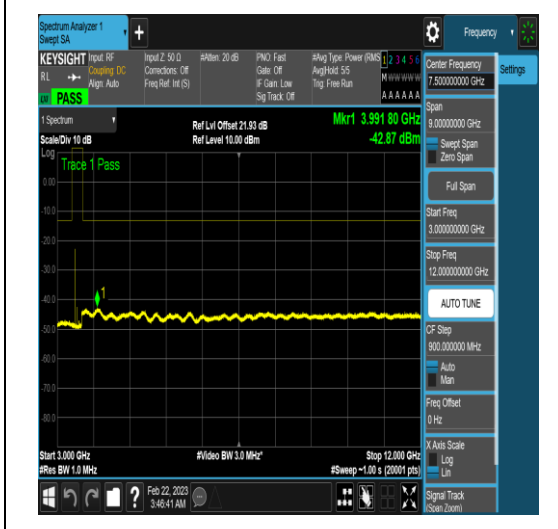 Spectrum Analyzer 1
Swept SA
Frequency
KEYSIGHT
RL
PASS
Input: RF
Coupling: DC
Align: Auto
Input Z: 50 Ω
Corrections: Off
Freq Ref: Int (S)
#Atten: 20 dB
PNO: Fast
Gate: Off
IF Gain: Low
Sig Track: Off
#Avg Type: Power (RMS)
Avg|Hold: 5/5
Trig: Free Run
1 2 3 4 5 6
M W W W W W
A A A A A A
Settings
1 Spectrum
Scale/Div 10 dB
Ref Lvl Offset 21.93 dB
Ref Level 10.00 dBm
Mkr1 3.991 80 GHz
-42.87 dBm
Log
Trace 1 Pass
0.00
-10.0
-20.0
-30.0
-40.0
-50.0
-60.0
-70.0
-80.0
1
Start 3.000 GHz
#Res BW 1.0 MHz
#Video BW 3.0 MHz*
Stop 12.000 GHz
#Sweep ~1.00 s (20001 pts)
Feb 22, 2023
3:46:41 AM
Center Frequency
7.500000000 GHz
Span
9.00000000 GHz
Swept Span
Zero Span
Full Span
Start Freq
3.000000000 GHz
Stop Freq
12.000000000 GHz
AUTO TUNE
CF Step
900.000000 MHz
Auto
Man
Freq Offset
0 Hz
X Axis Scale
Log
Lin
Signal Track
(Span Zoom)